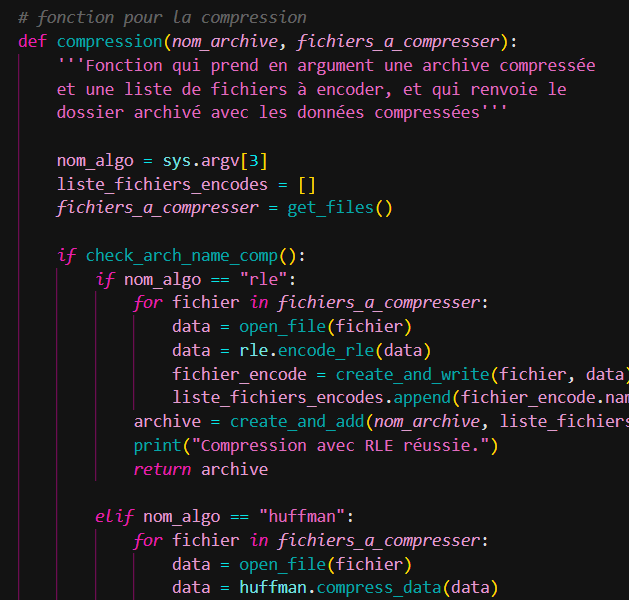 # fonction pour la compression
def compression(nom_archive, fichiers_a_compresser):
'''Fonction qui prend en argument une archive compressée
et une liste de fichiers à encoder, et qui renvoie le
dossier archivé avec les données compressées'''
nom_algo = sys.argv[3]
liste_fichiers_encodes = []
fichiers_a_compresser = get_files()
if check_arch_name_comp():
if nom_algo == "rle":
for fichier in fichiers_a_compresser:
data = open_file(fichier)
data = rle.encode_rle(data)
fichier_encode = create_and_write(fichier, data)
liste_fichiers_encodes.append(fichier_encode.nam
archive = create_and_add(nom_archive, liste_fichiers
print("Compression avec RLE réussie.")
return archive
elif nom_algo == "huffman":
for fichier in fichiers_a_compresser:
data = open_file(fichier)
data = huffman.compress_data(data)